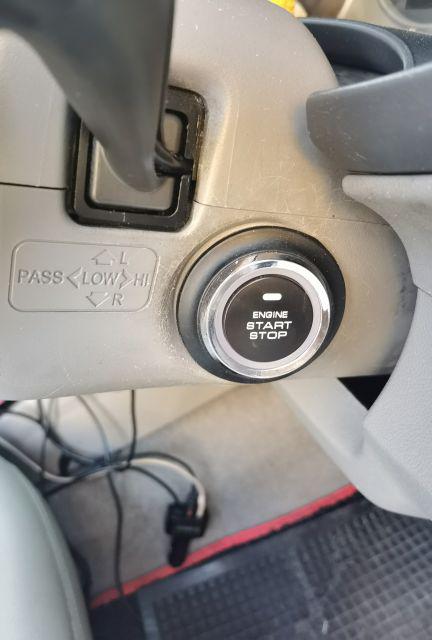 L
PASS LOW HI
R
ENGINE
START
STOP